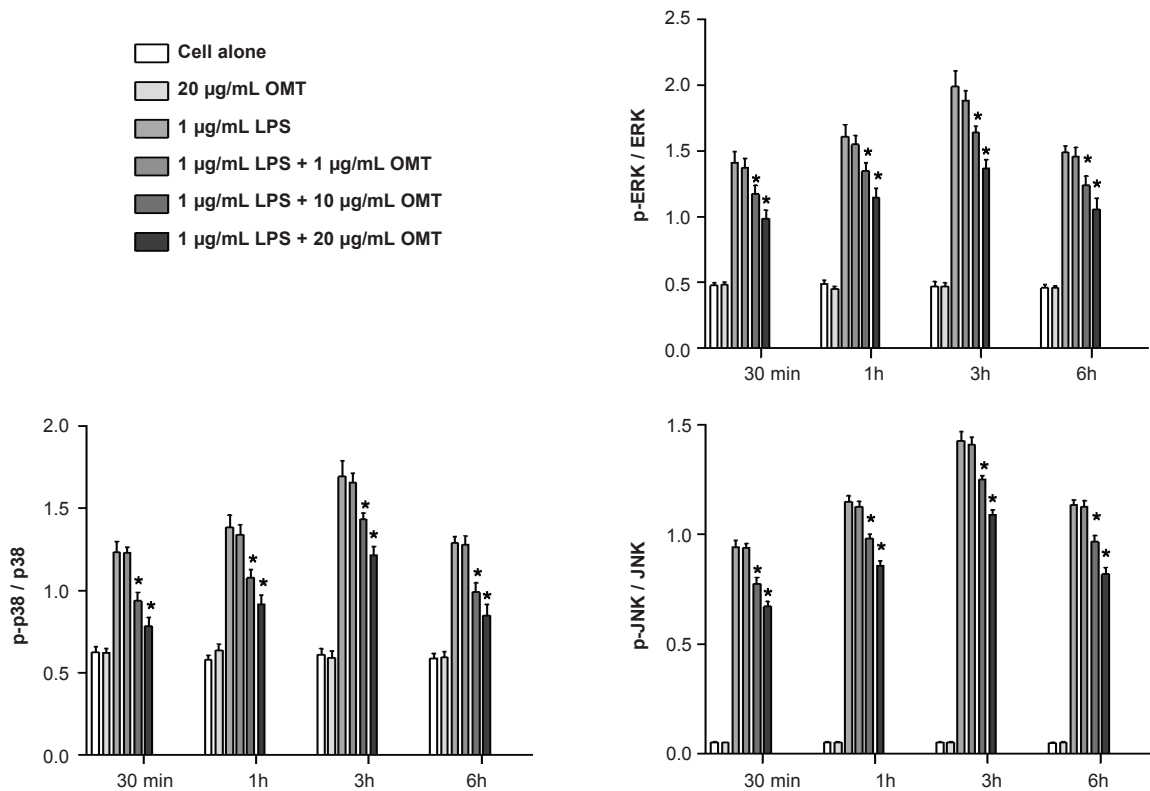 Cell alone
20 µg/mL OMT
1 µg/mL LPS
1 µg/mL LPS + 1 µg/mL OMT
1 µg/mL LPS + 10 µg/mL OMT
1 µg/mL LPS + 20 µg/mL OMT
p-ERK / ERK
2.5
2.0
1.5
1.0
0.5
0.0
* * * * * * * *
30 min 1h 3h 6h
p-p38 / p38
2.0
1.5
1.0
0.5
0.0
* * * * * * * *
30 min 1h 3h 6h
p-JNK / JNK
1.5
1.0
0.5
0.0
* * * * * * * *
30 min 1h 3h 6h